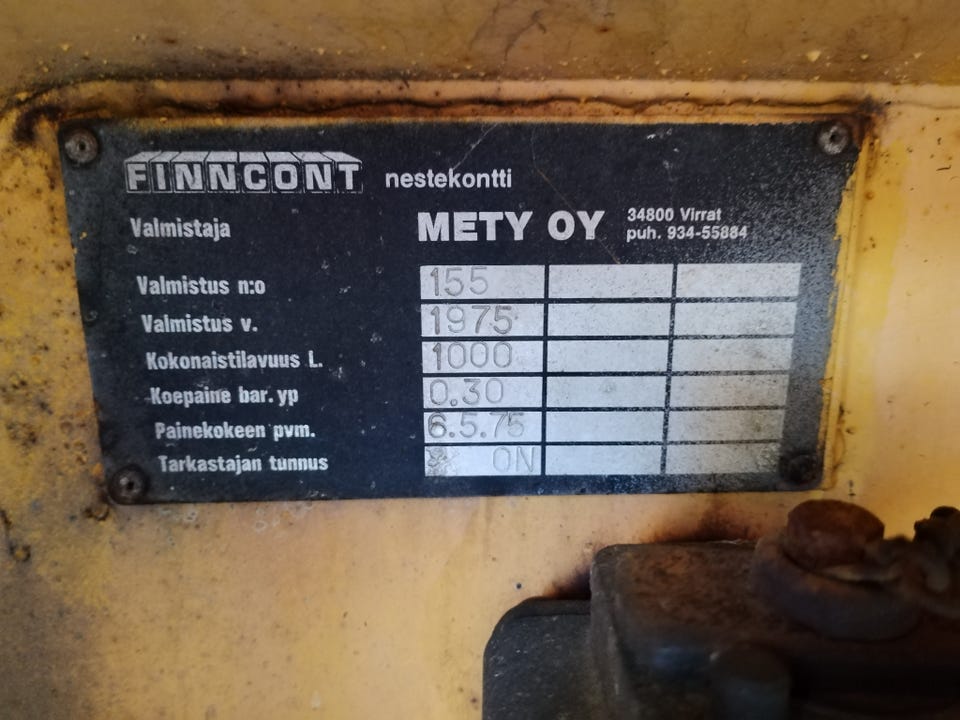 FINNCONT nestekontti
Valmistaja METY OY 34800 Virrat
puh. 934-55884
Valmistus n:o 155
Valmistus v. 1975
Kokonaistilavuus L. 1000
Koepaine bar. yp 0.30
Painekokeen pvm. 6.5.75
Tarkastajan tunnus ON